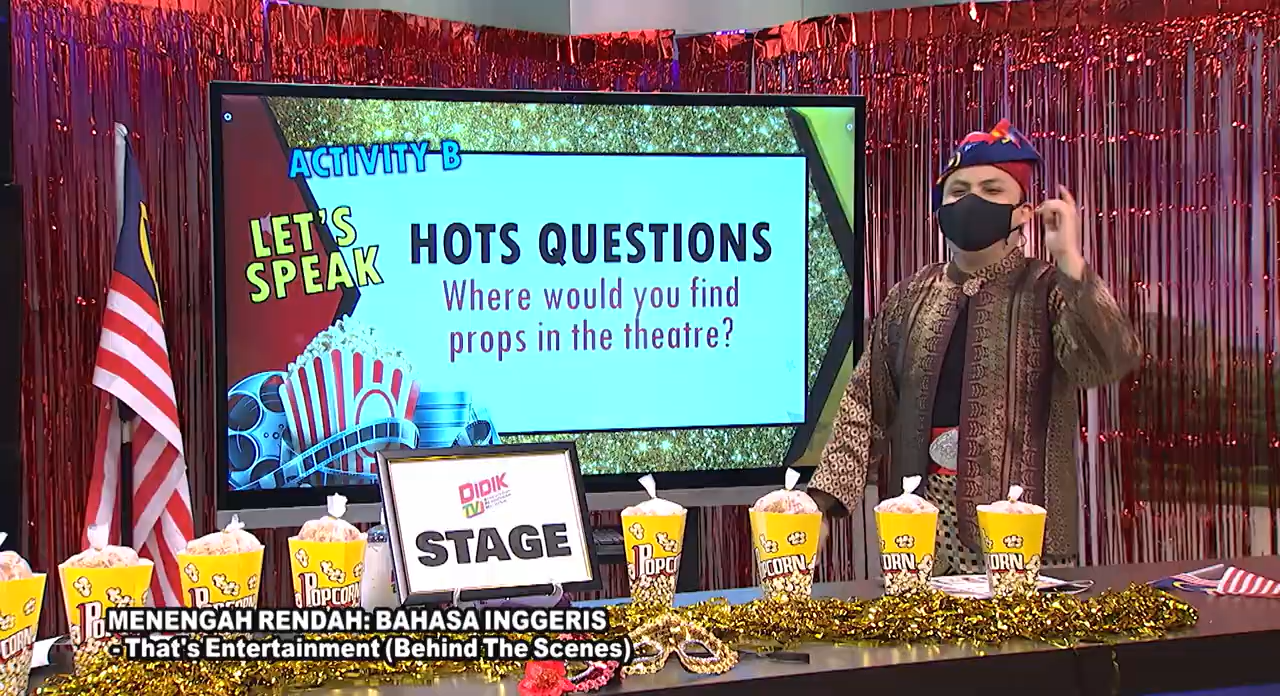 ACTIVITY B
LET'S
SPEAK
HOTS QUESTIONS
Where would you find
props in the theatre?
DIDIK
TV
STAGE
POPCORN
POPCORN
POPCORN
MENENGAH RENDAH: BAHASA INGGERIS
- That's Entertainment (Behind The Scenes)